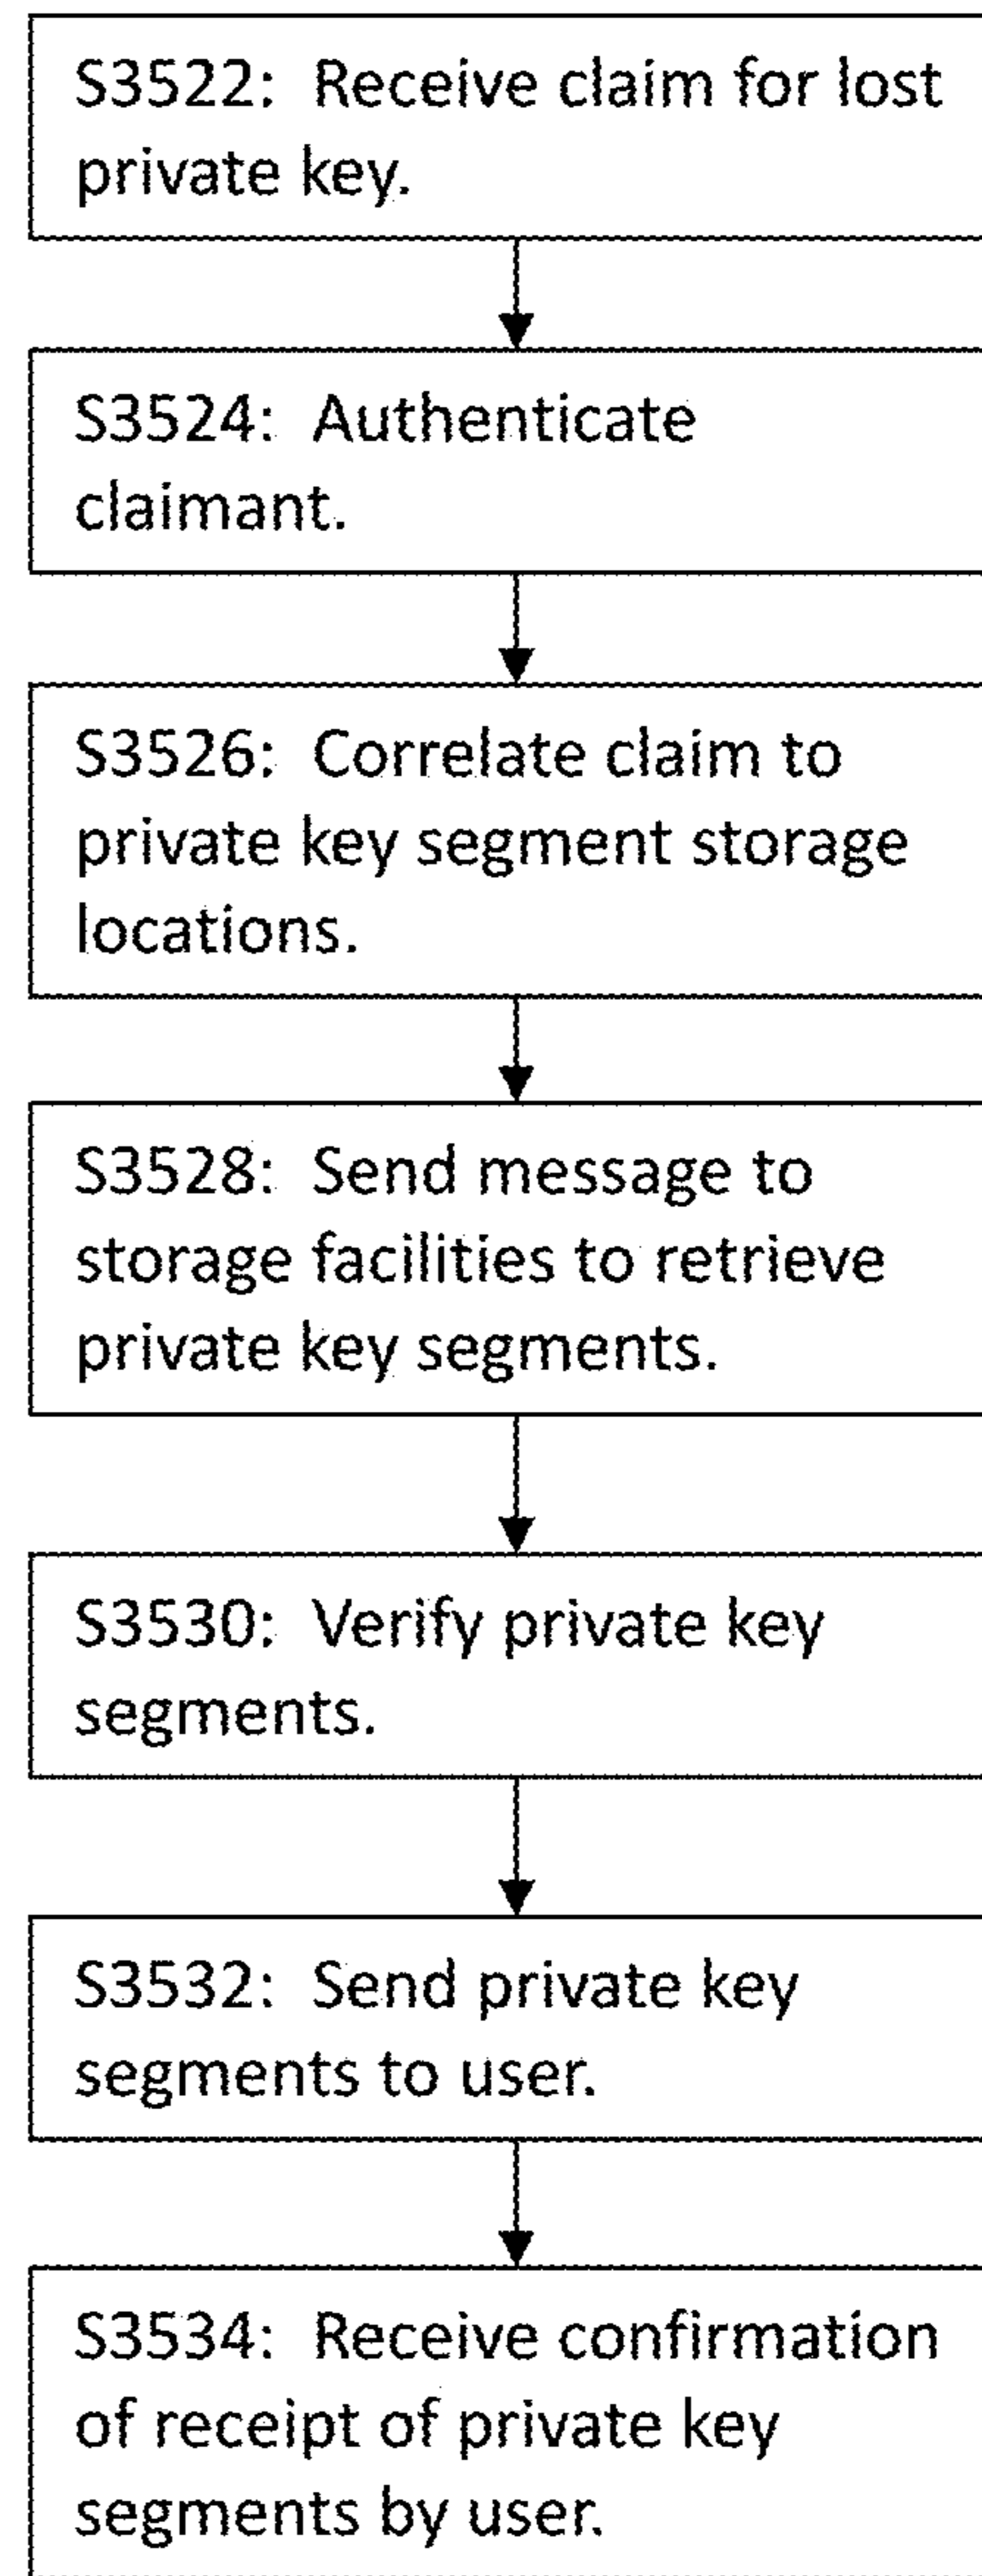 S3522: Receive claim for lost
private key.
S3524: Authenticate
claimant.
S3526: Correlate claim to
private key segment storage
locations.
S3528: Send message to
storage facilities to retrieve
private key segments.
S3530: Verify private key
segments.
S3532: Send private key
segments to user.
S3534: Receive confirmation
of receipt of private key
segments by user.